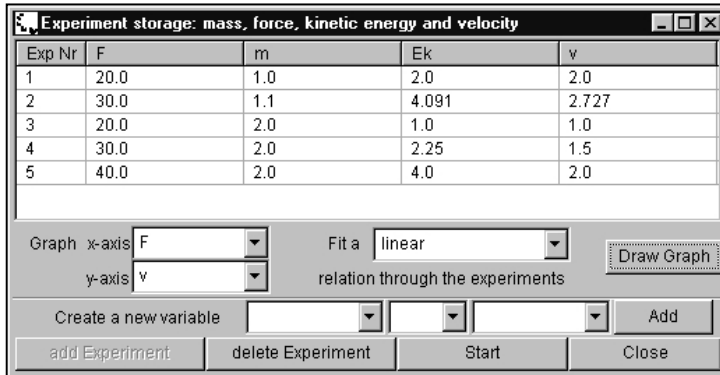 Experiment storage: mass, force, kinetic energy and velocity
Exp Nr F m Ek v
1 20.0 1.0 2.0 2.0
2 30.0 1.1 4.091 2.727
3 20.0 2.0 1.0 1.0
4 30.0 2.0 2.25 1.5
5 40.0 2.0 4.0 2.0
Graph x-axis F Fit a linear Draw Graph
y-axis v relation through the experiments
Create a new variable Add
add Experiment delete Experiment Start Close